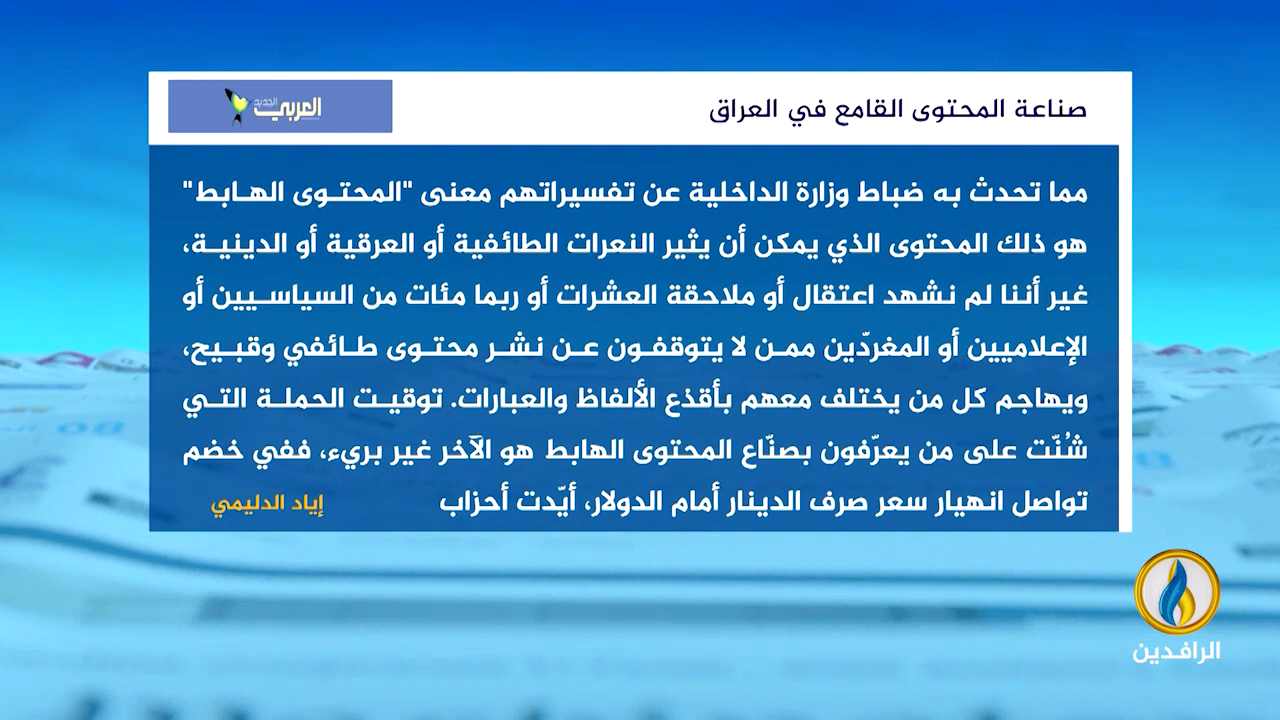 صناعة المحتوى القامع في العراق
العربي الجديد
مما تحدث به ضباط وزارة الداخلية عن تفسيراتهم معنى "المحتوى الهابط"
هو ذلك المحتوى الذي يمكن أن يثير النعرات الطائفية أو العرقية أو الدينية،
غير أننا لم نشهد اعتقال أو ملاحقة العشرات أو ربما مئات من السياسيين أو
الإعلاميين أو المغردّين ممن لا يتوقفون عن نشر محتوى طائفي وقبيح،
ويهاجم كل من يختلف معهم بأقذع الألفاظ والعبارات. توقيت الحملة التي
شُنّت على من يعرّفون بصنّاع المحتوى الهابط هو الآخر غير بريء، ففي خضم
تواصل انهيار سعر صرف الدينار أمام الدولار، أيّدت أحزاب
إياد الدليمي
الرافدين